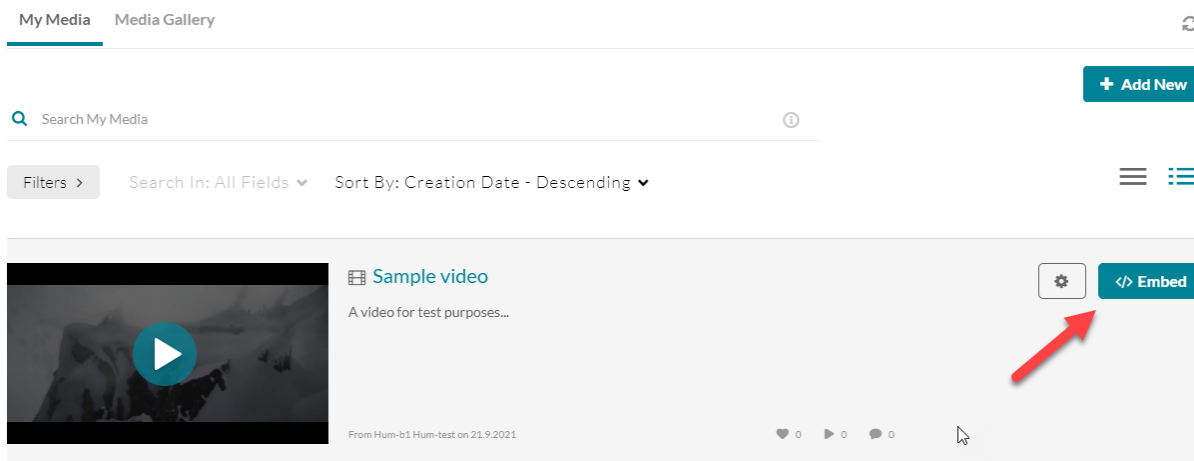 My Media Media Gallery
Add New
Search My Media
Filters Search In: All Fields Sort By: Creation Date - Descending
Sample video
</> Embed
A video for test purposes...
From Hum-b1 Hum-test on 21.9.2021 0 0 0